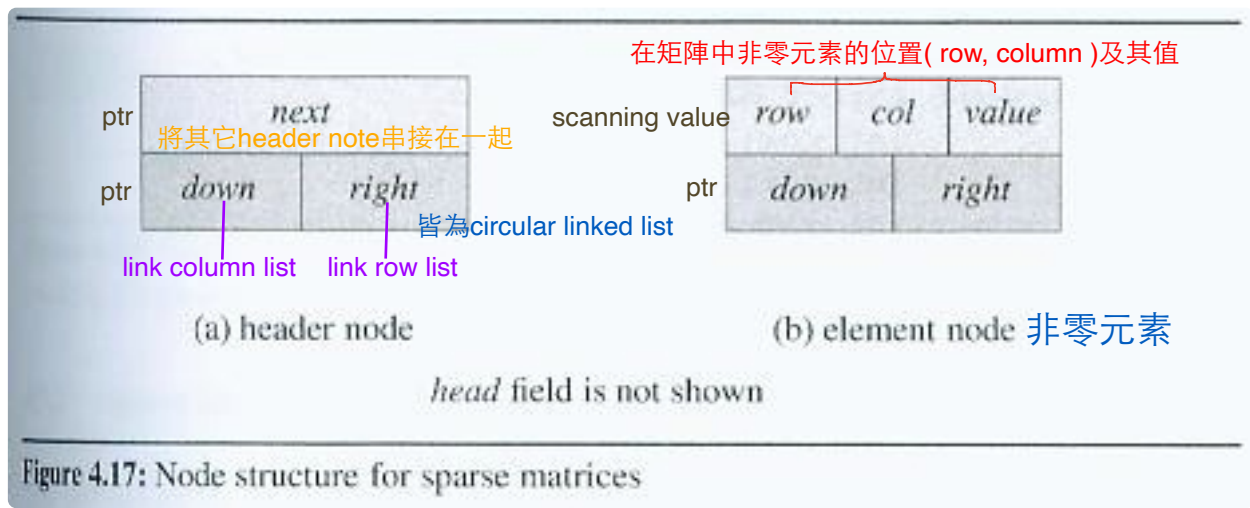 在矩陣中非零元素的位置( row, column )及其值
ptr next scanning value row col value
將其它header note串接在一起
ptr down right ptr down right
皆為circular linked list
link column list link row list
(a) header node (b) element node 非零元素
head field is not shown
Figure 4.17: Node structure for sparse matrices